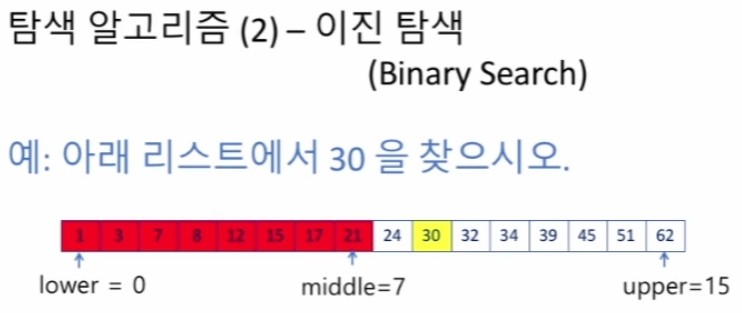 탐색 알고리즘 (2) – 이진 탐색
(Binary Search)
예: 아래 리스트에서 30 을 찾으시오.
1 3 7 8 12 15 17 21 24 30 32 34 39 45 51 62
lower = 0 middle=7 upper=15